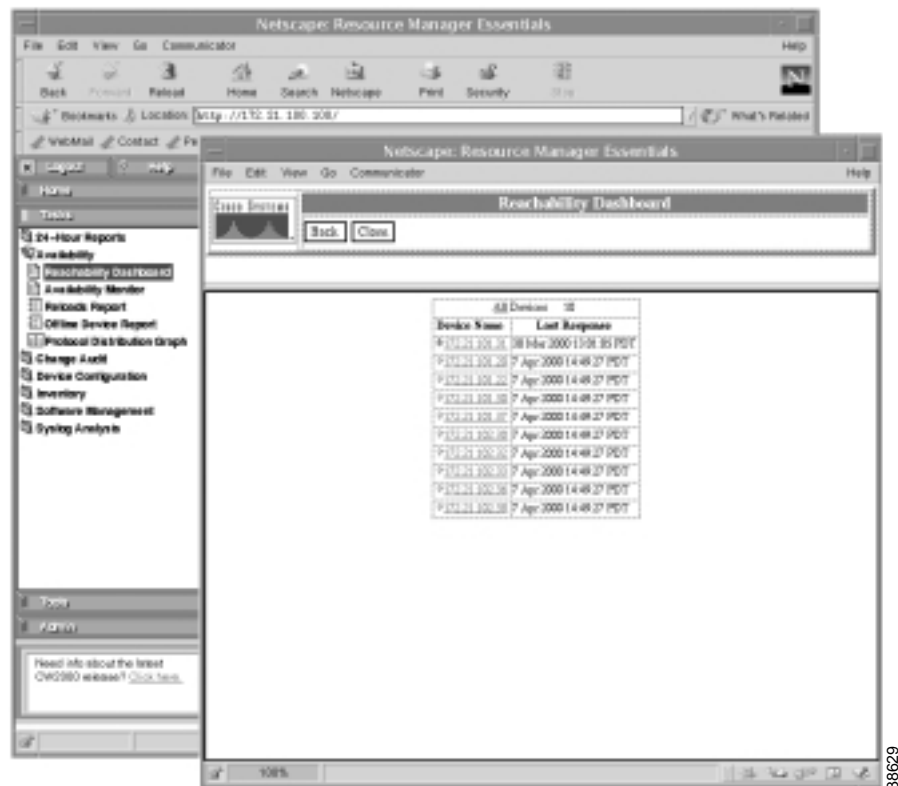 Netscape: Resource Manager Essentials
File Edit View Go Communicator Help
Back Forward Reload Home Search Netscape Print Security Stop
Bookmarks Location http://172.21.100.108/ What's Related
WebMail Contact Pe
Logout Help
Home
Tasks
24-Hour Reports
Availability
Reachability Dashboard
Availability Monitor
Reloads Report
Offline Device Report
Protocol Distribution Graph
Change Audit
Device Configuration
Inventory
Software Management
Syslog Analysis
Tools
Admin
Need info about the latest
CW2000 release? Click here.
Netscape: Resource Manager Essentials
File Edit View Go Communicator Help
Cisco Systems
Reachability Dashboard
Back Close
All Devices 10
Device Name Last Response
2000 PDT
7 Apr 2000 14:49:27 PDT
7 Apr 2000 14:49:27 PDT
7 Apr 2000 14:49:27 PDT
7 Apr 2000 14:49:27 PDT
7 Apr 2000 14:49:27 PDT
7 Apr 2000 14:49:27 PDT
7 Apr 2000 14:49:27 PDT
7 Apr 2000 14:49:27 PDT
7 Apr 2000 14:49:27 PDT
100%
38629